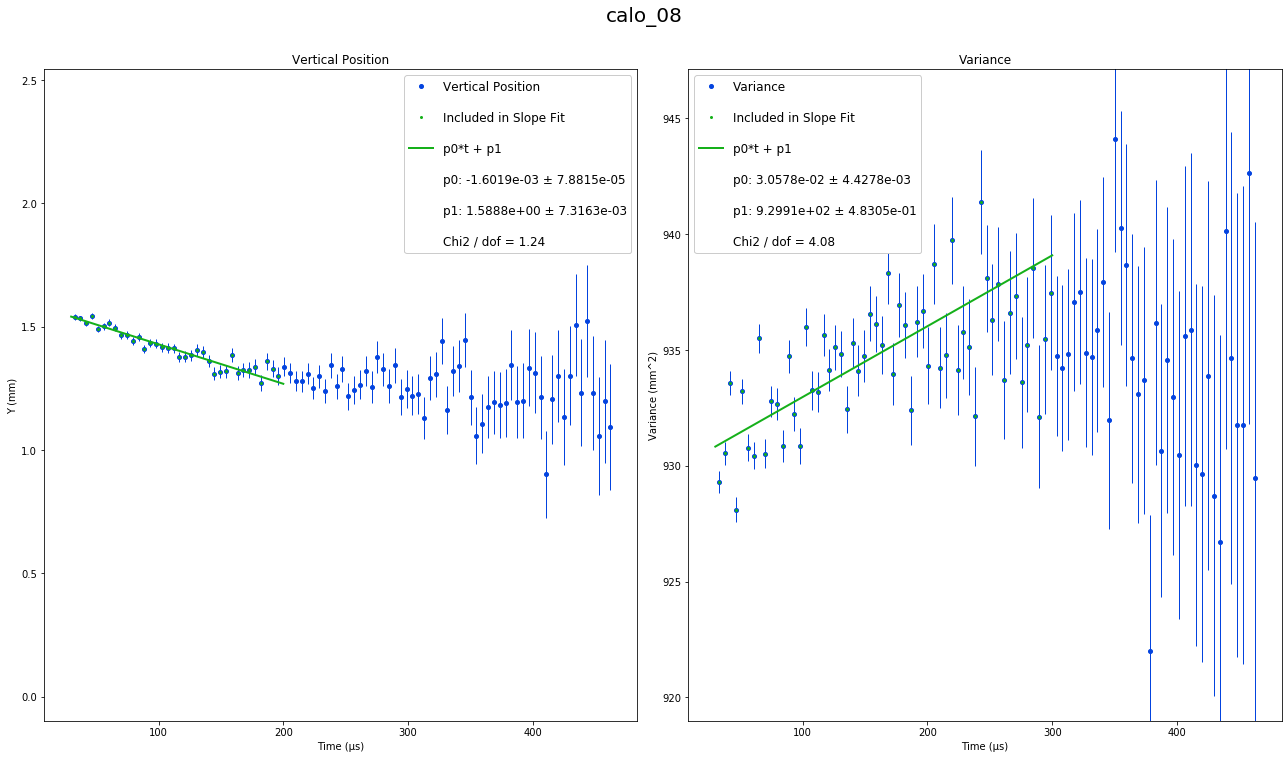 calo_08
Vertical Position
2.5
2.0
1.5
1.0
0.5
0.0
Y (mm)
100
200
300
400
Time (μs)
Vertical Position
Included in Slope Fit
p0*t + p1
p0: -1.6019e-03 ± 7.8815e-05
p1: 1.5888e+00 ± 7.3163e-03
Chi2 / dof = 1.24
Variance
945
940
935
930
925
920
Variance (mm^2)
100
200
300
400
Time (μs)
Variance
Included in Slope Fit
p0*t + p1
p0: 3.0578e-02 ± 4.4278e-03
p1: 9.2991e+02 ± 4.8305e-01
Chi2 / dof = 4.08